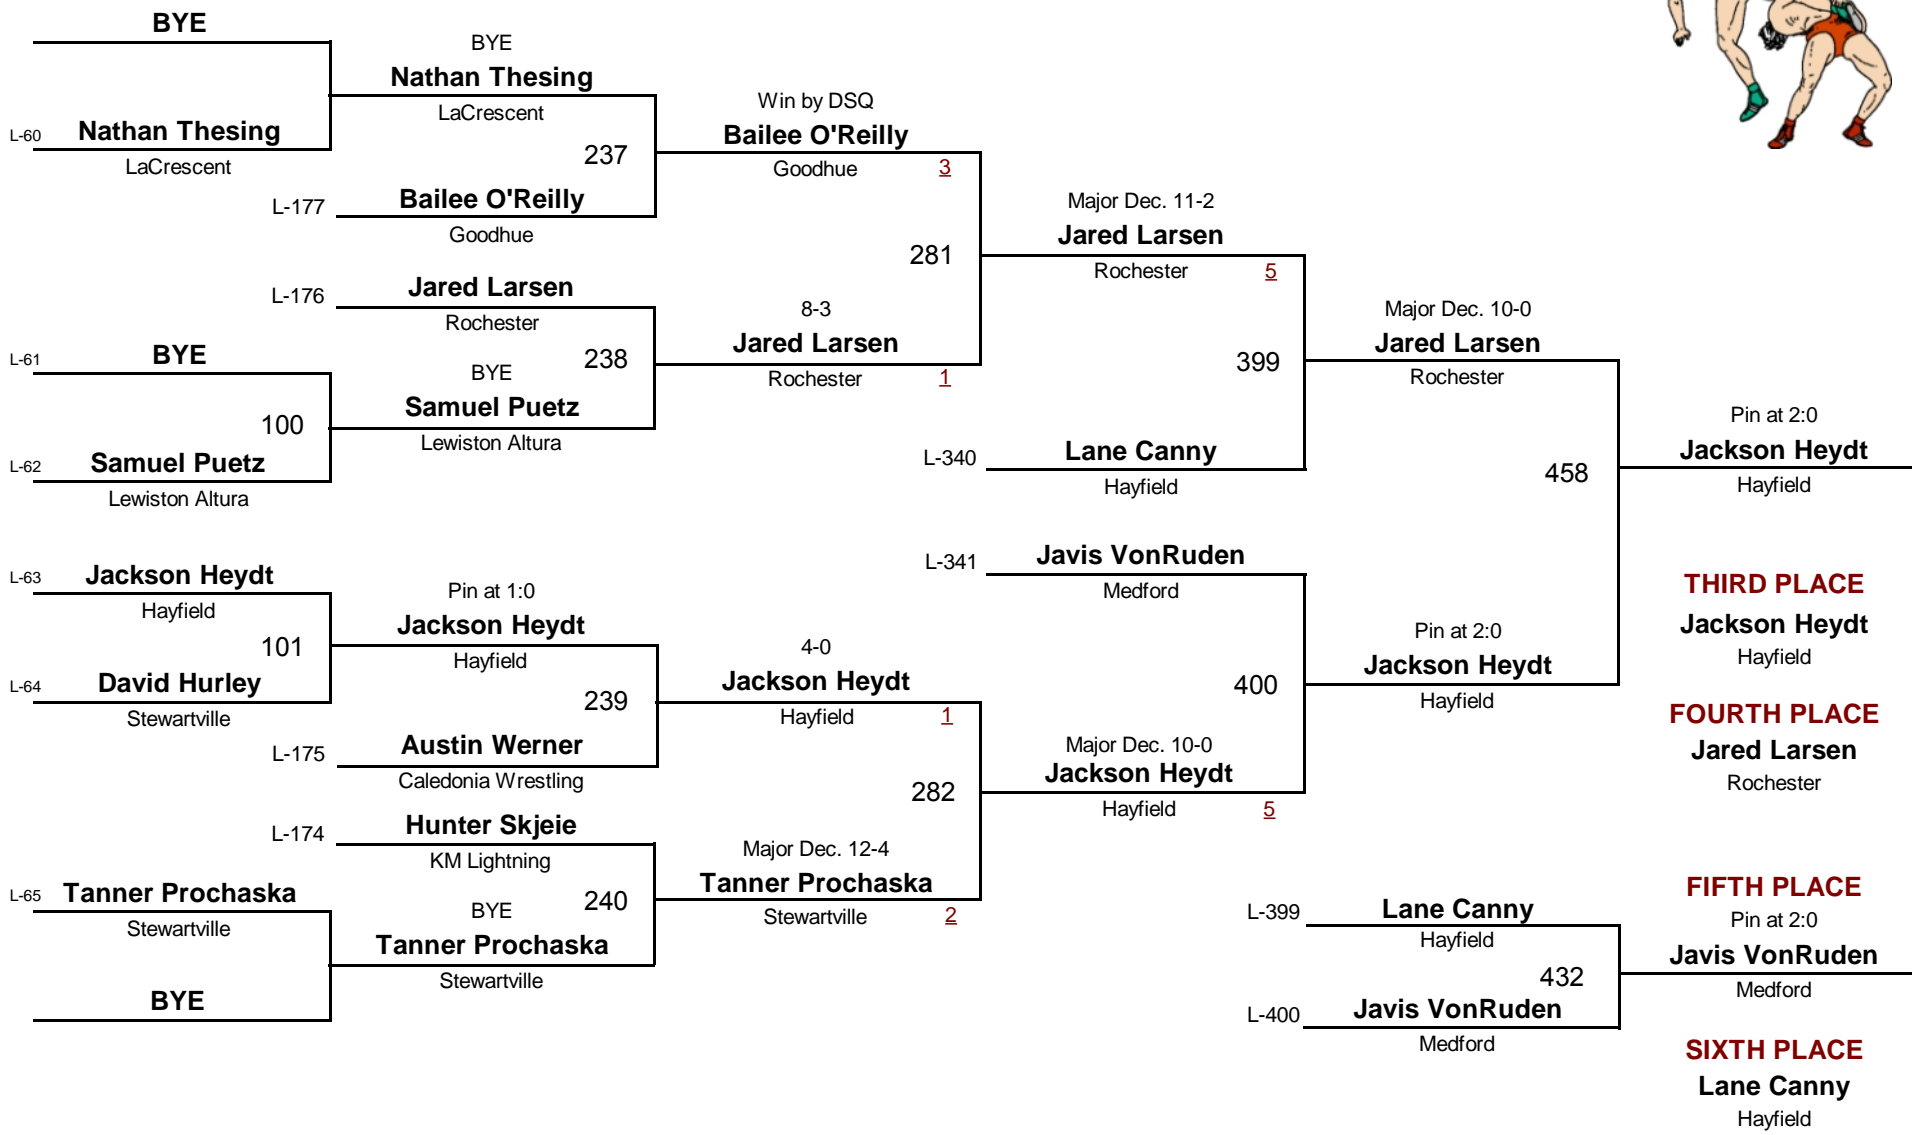 BYE
L-60 Nathan Thesing
LaCrescent
L-61 BYE
100
L-62 Samuel Puetz
Lewiston Altura
L-63 Jackson Heydt
Hayfield
101
L-64 David Hurley
Stewartville
L-65 Tanner Prochaska
Stewartville
BYE
BYE
Nathan Thesing
LaCrescent
237
L-177 Bailee O'Reilly
Goodhue
L-176 Jared Larsen
Rochester
238
BYE
Samuel Puetz
Lewiston Altura
Pin at 1:0
Jackson Heydt
Hayfield
239
L-175 Austin Werner
Caledonia Wrestling
L-174 Hunter Skjeie
KM Lightning
240
BYE
Tanner Prochaska
Stewartville
Win by DSQ
Bailee O'Reilly
Goodhue 3
281
8-3
Jared Larsen
Rochester 1
4-0
Jackson Heydt
Hayfield 1
282
Major Dec. 12-4
Tanner Prochaska
Stewartville 2
Major Dec. 11-2
Jared Larsen
Rochester 5
399
L-340 Lane Canny
Hayfield
L-341 Javis VonRuden
Medford
400
Major Dec. 10-0
Jackson Heydt
Hayfield 5
Major Dec. 10-0
Jared Larsen
Rochester
458
Pin at 2:0
Jackson Heydt
Hayfield
L-399 Lane Canny
Hayfield
432
L-400 Javis VonRuden
Medford
Pin at 2:0
Jackson Heydt
Hayfield
THIRD PLACE
Jackson Heydt
Hayfield
FOURTH PLACE
Jared Larsen
Rochester
FIFTH PLACE
Pin at 2:0
Javis VonRuden
Medford
SIXTH PLACE
Lane Canny
Hayfield